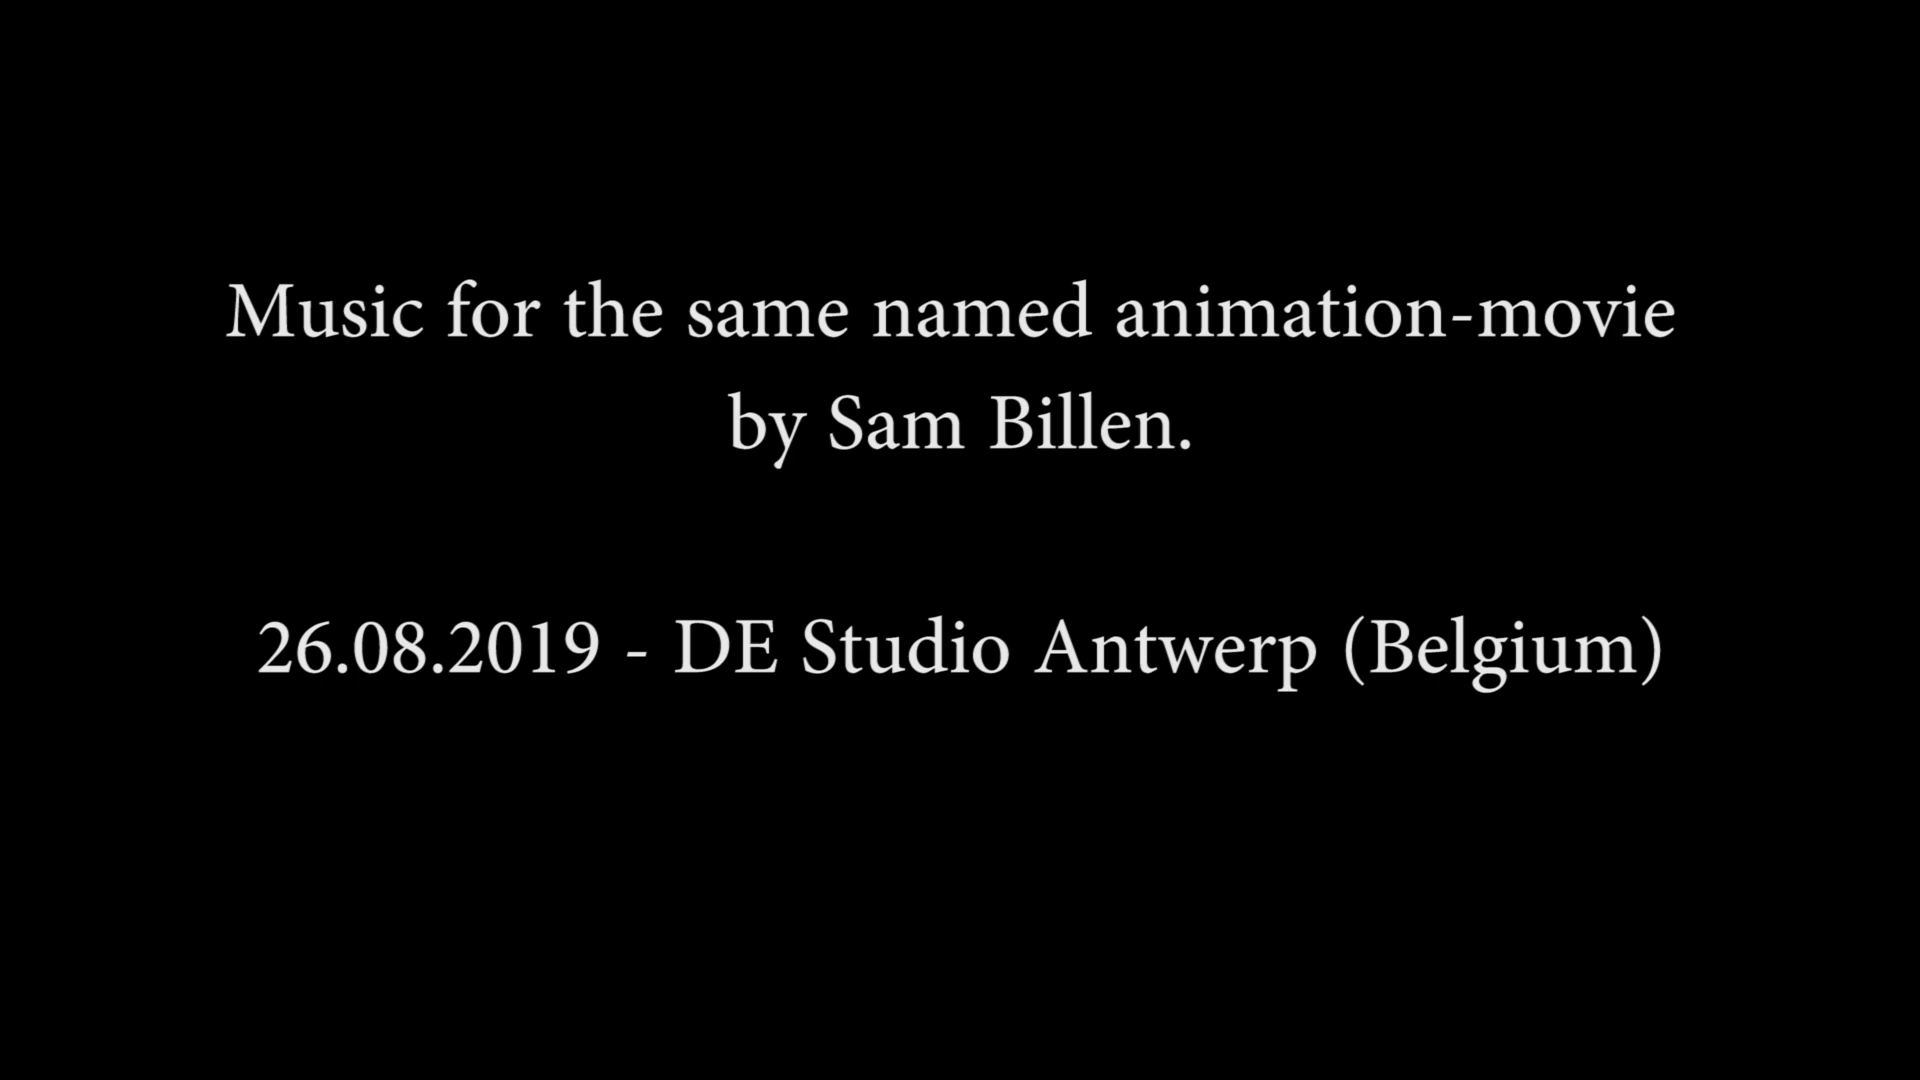 Music for the same named animation-movie
by Sam Billen.
26.08.2019 - DE Studio Antwerp (Belgium)